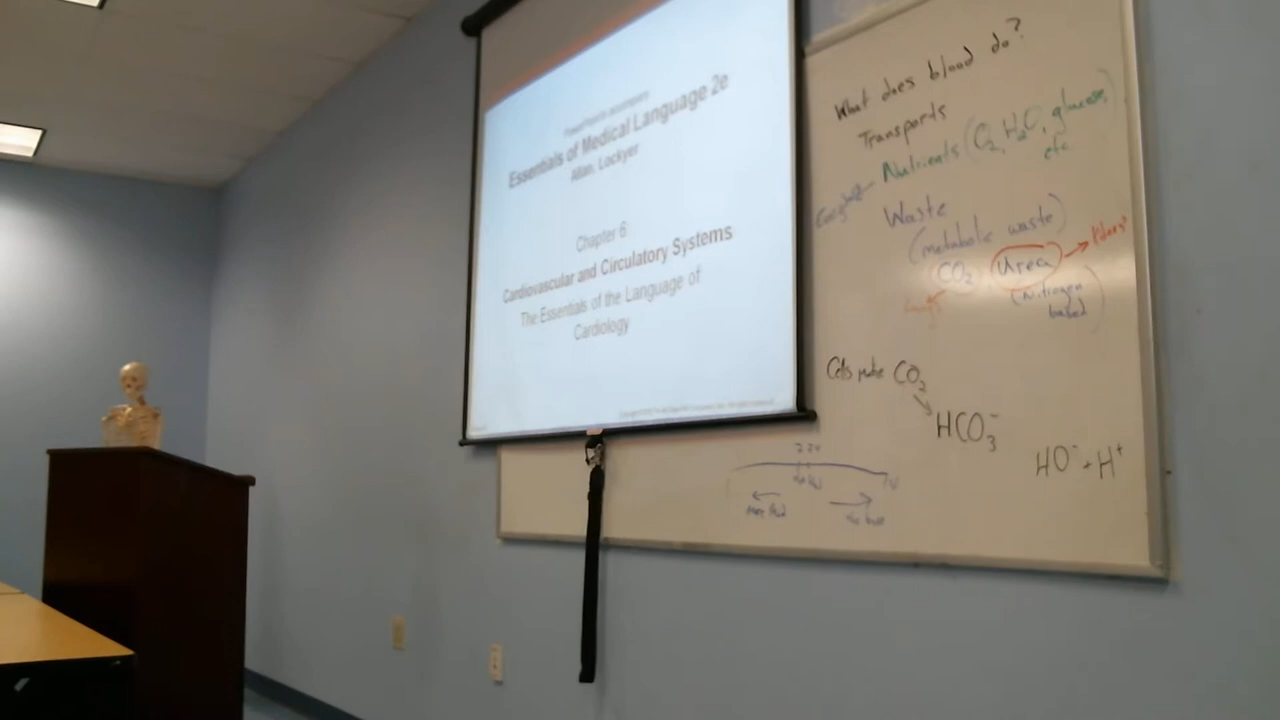 Essentials of Medical Language 2e
Allan, Lockyer
Chapter 6:
Cardiovascular and Circulatory Systems
The Essentials of the Language of
Cardiology
What does blood do?
Transports
Nutrients (O2, H2O, glucose,
etc
Waste
(metabolic waste)
CO2 Urea
(Nitrogen
based)
Cells make CO2
HCO3-
HO- + H+